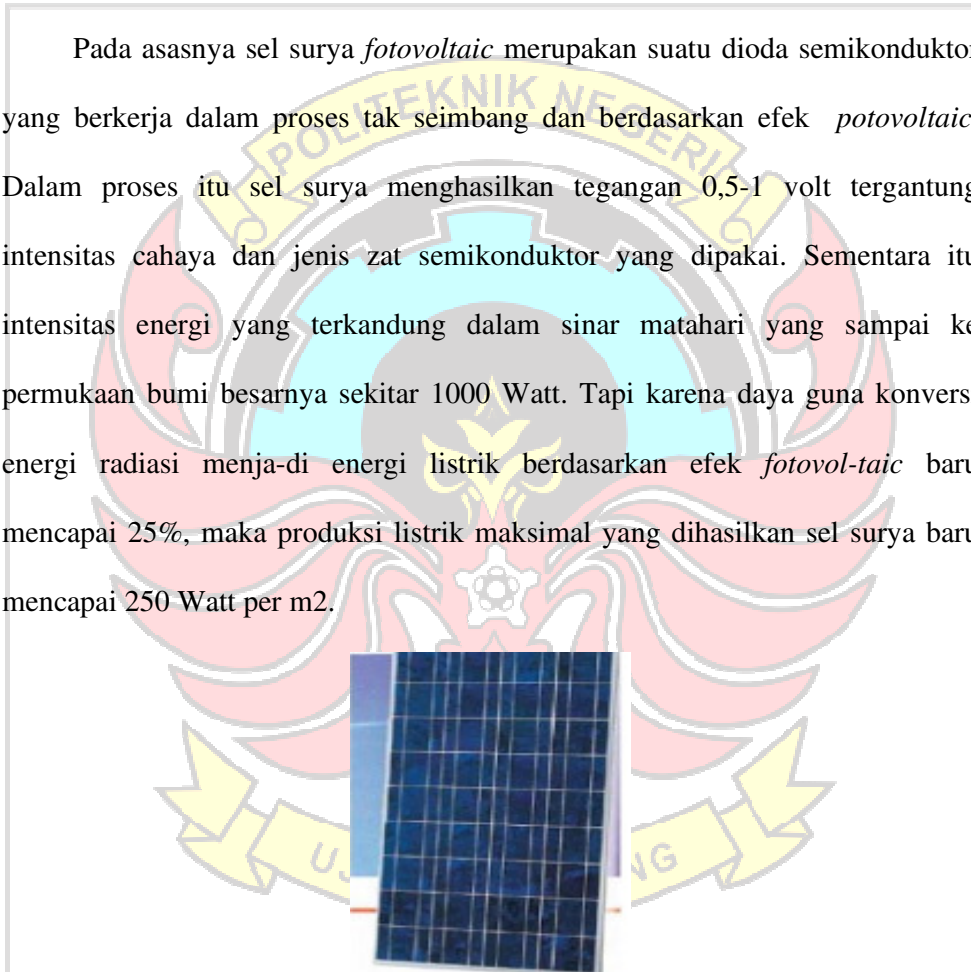 Pada asasnya sel surya fotovoltaic merupakan suatu dioda semikonduktor
yang berkerja dalam proses tak seimbang dan berdasarkan efek potovoltaic
Dalam proses itu sel surya menghasilkan tegangan 0,5-1 volt tergantung
intensitas cahaya dan jenis zat semikonduktor yang dipakai. Sementara itu
intensitas energi yang terkandung dalam sinar matahari yang sampai ke
permukaan bumi besarnya sekitar 1000 Watt. Tapi karena daya guna konvers
energi radiasi menja-di energi listrik berdasarkan efek fotovol-taic baru
mencapai 25%, maka produksi listrik maksimal yang dihasilkan sel surya baru
mencapai 250 Watt per m2.
POLITEKNIK NEGERI